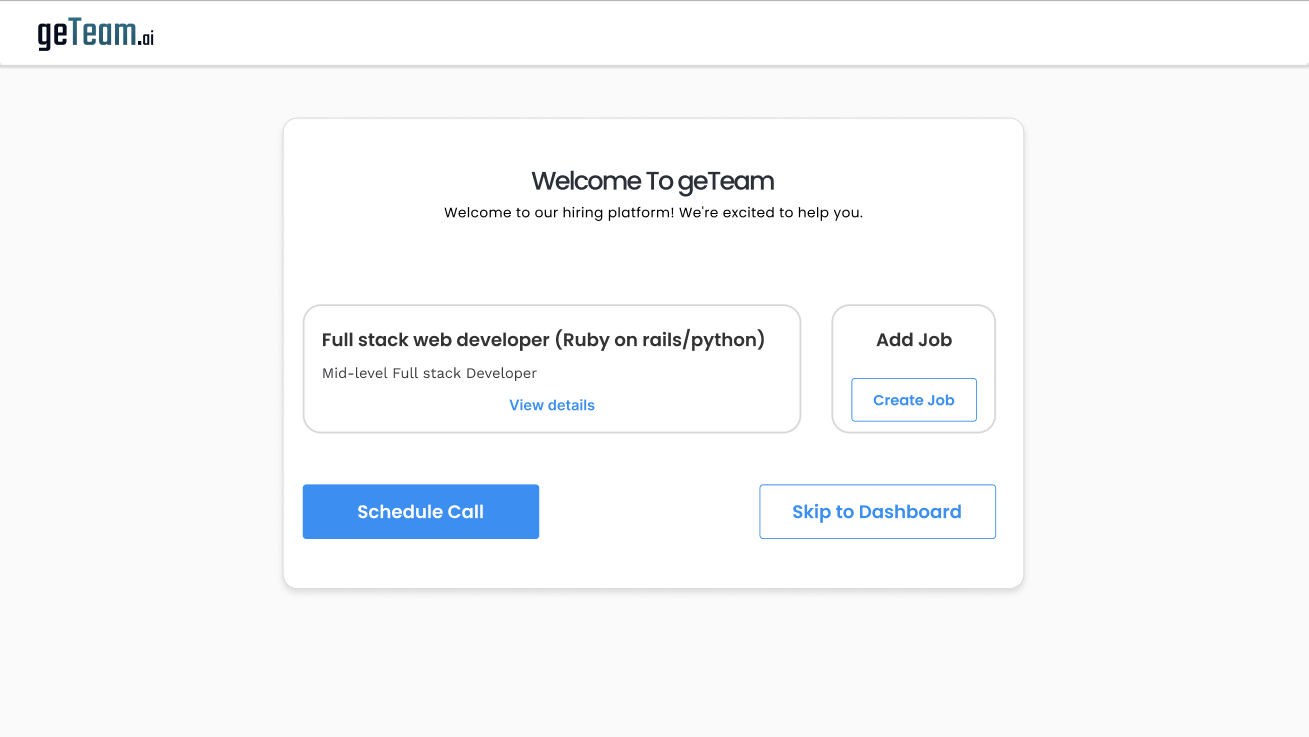 geTeam.ai
Welcome To geTeam
Welcome to our hiring platform! We're excited to help you.
Full stack web developer (Ruby on rails/python)
Mid-level Full stack Developer
View details
Add Job
Create Job
Schedule Call
Skip to Dashboard